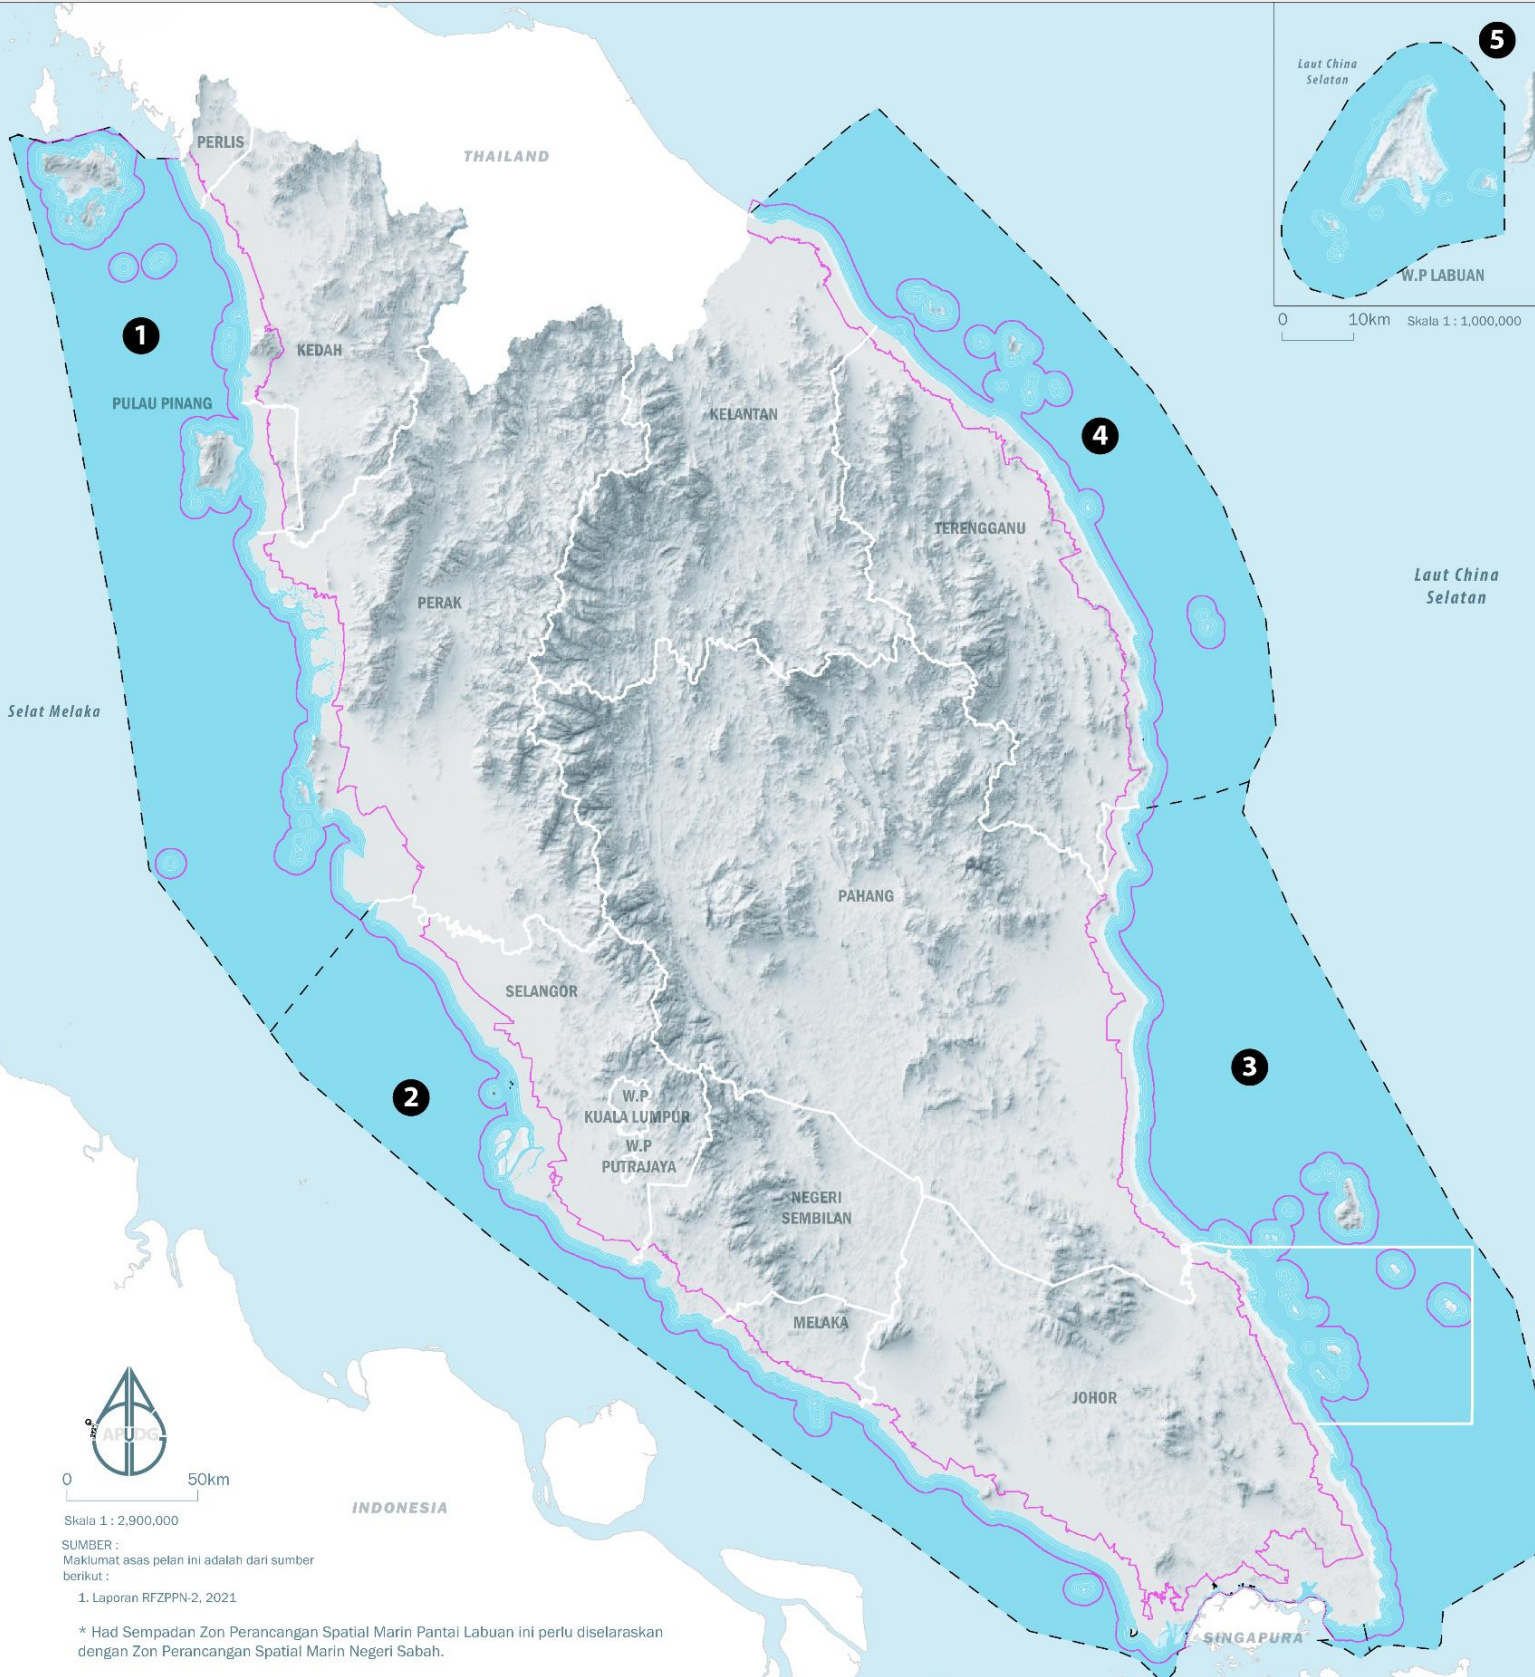 5
Laut China
Selatan
W.P LABUAN
0 10km Skala 1 : 1,000,000
PERLIS
THAILAND
1
KEDAH
PULAU PINANG
KELANTAN
4
TERENGGANU
Laut China
Selatan
PERAK
Selat Melaka
PAHANG
SELANGOR
3
2
W.P
KUALA LUMPUR
W.P
PUTRAJAYA
NEGERI
SEMBILAN
MELAKA
JOHOR
APUDG
0 50km
INDONESIA
Skala 1 : 2,900,000
SUMBER :
Maklumat asas pelan ini adalah dari sumber
berikut :
1. Laporan RFZPPN-2, 2021
* Had Sempadan Zon Perancangan Spatial Marin Pantai Labuan ini perlu diselaraskan
dengan Zon Perancangan Spatial Marin Negeri Sabah.
SINGAPURA